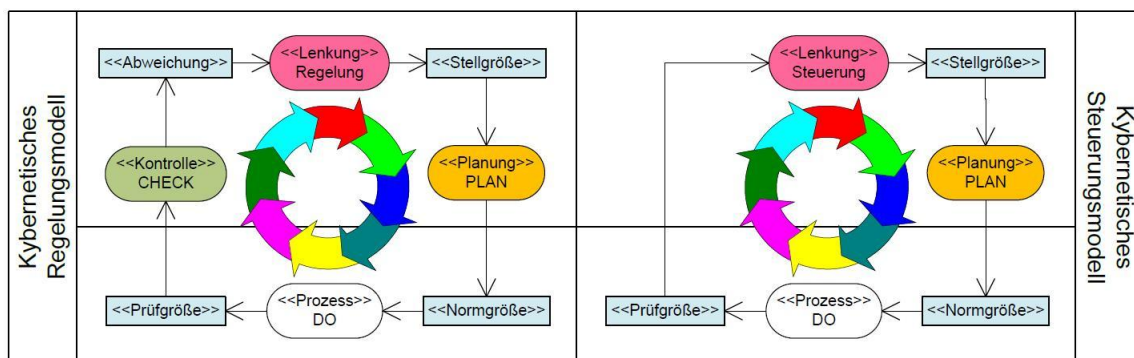 Kybernetisches
Regelungsmodell
<<Abweichung>>
<<Lenkung>>
Regelung
<<Stellgröße>>
<<Kontrolle>>
CHECK
<<Planung>>
PLAN
<<Prüfgröße>>
<<Prozess>>
DO
<<Normgröße>>
<<Lenkung>>
Steuerung
<<Stellgröße>>
<<Planung>>
PLAN
<<Prüfgröße>>
<<Prozess>>
DO
<<Normgröße>>
Kybernetisches
Steuerungsmodell